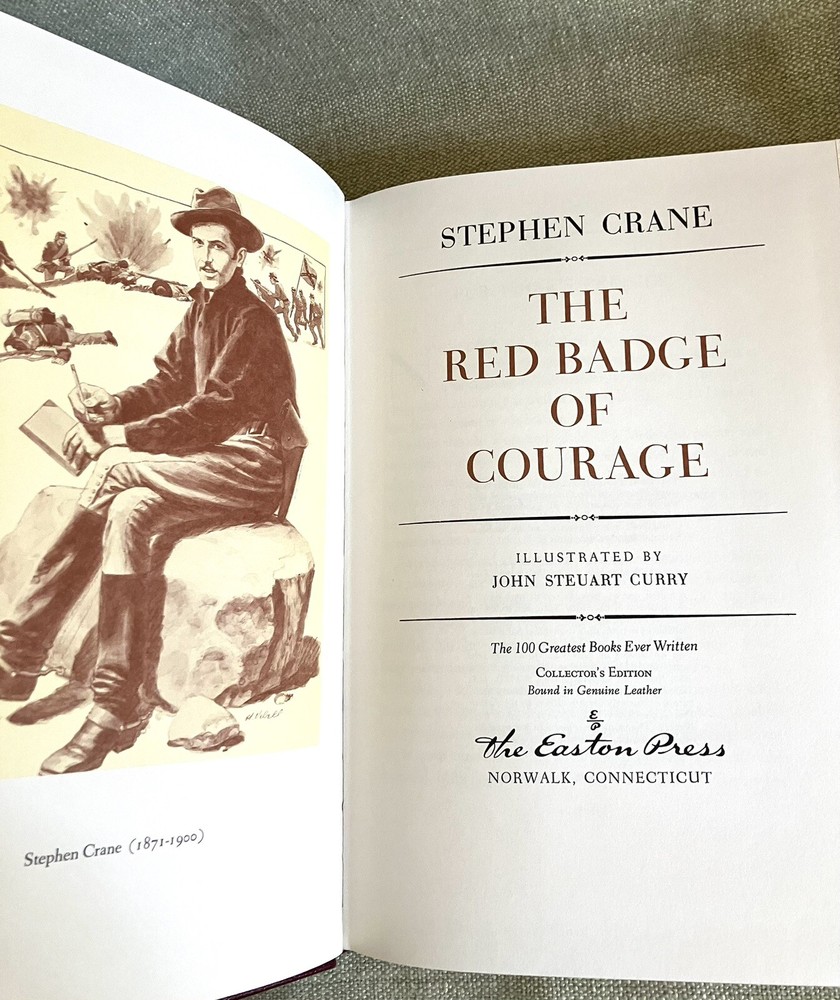 Stephen Crane (1871-1900)
STEPHEN CRANE
THE
RED BADGE
OF
COURAGE
ILLUSTRATED BY
JOHN STEUART CURRY
The 100 Greatest Books Ever Written
COLLECTOR'S EDITION
Bound in Genuine Leather
E
P
The Easton Press
NORWALK, CONNECTICUT